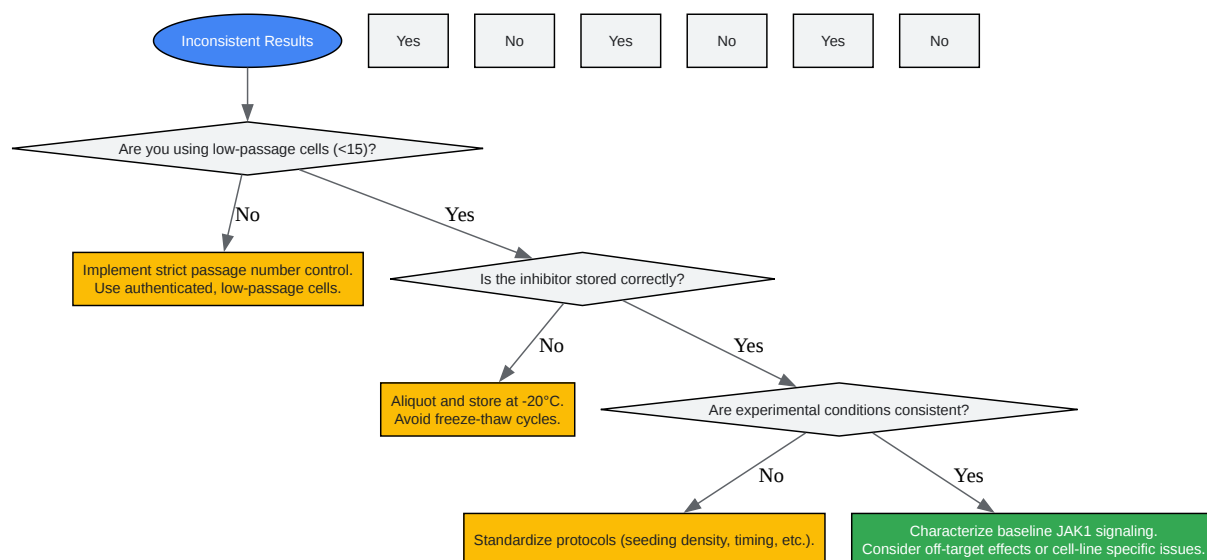 Inconsistent Results
Yes
No
Yes
No
Yes
No
Are you using low-passage cells (<15)?
No
Yes
Implement strict passage number control.
Use authenticated, low-passage cells.
Is the inhibitor stored correctly?
No
Yes
Aliquot and store at -20°C.
Avoid freeze-thaw cycles.
Are experimental conditions consistent?
No
Yes
Standardize protocols (seeding density, timing, etc.).
Characterize baseline JAK1 signaling.
Consider off-target effects or cell-line specific issues.